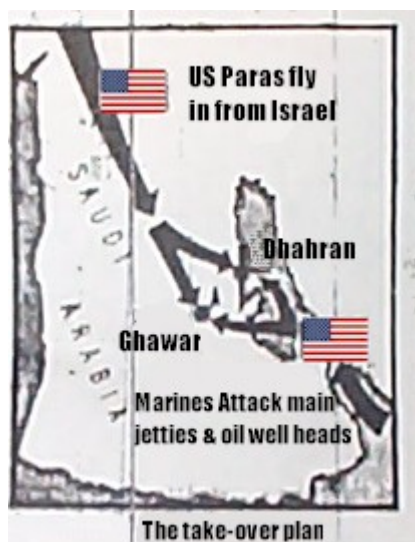 US Paras fly
in from Israel
SAUDI
Dhahran
ARABIA
Ghawar
Marines Attack main
jetties & oil well heads
The take-over plan